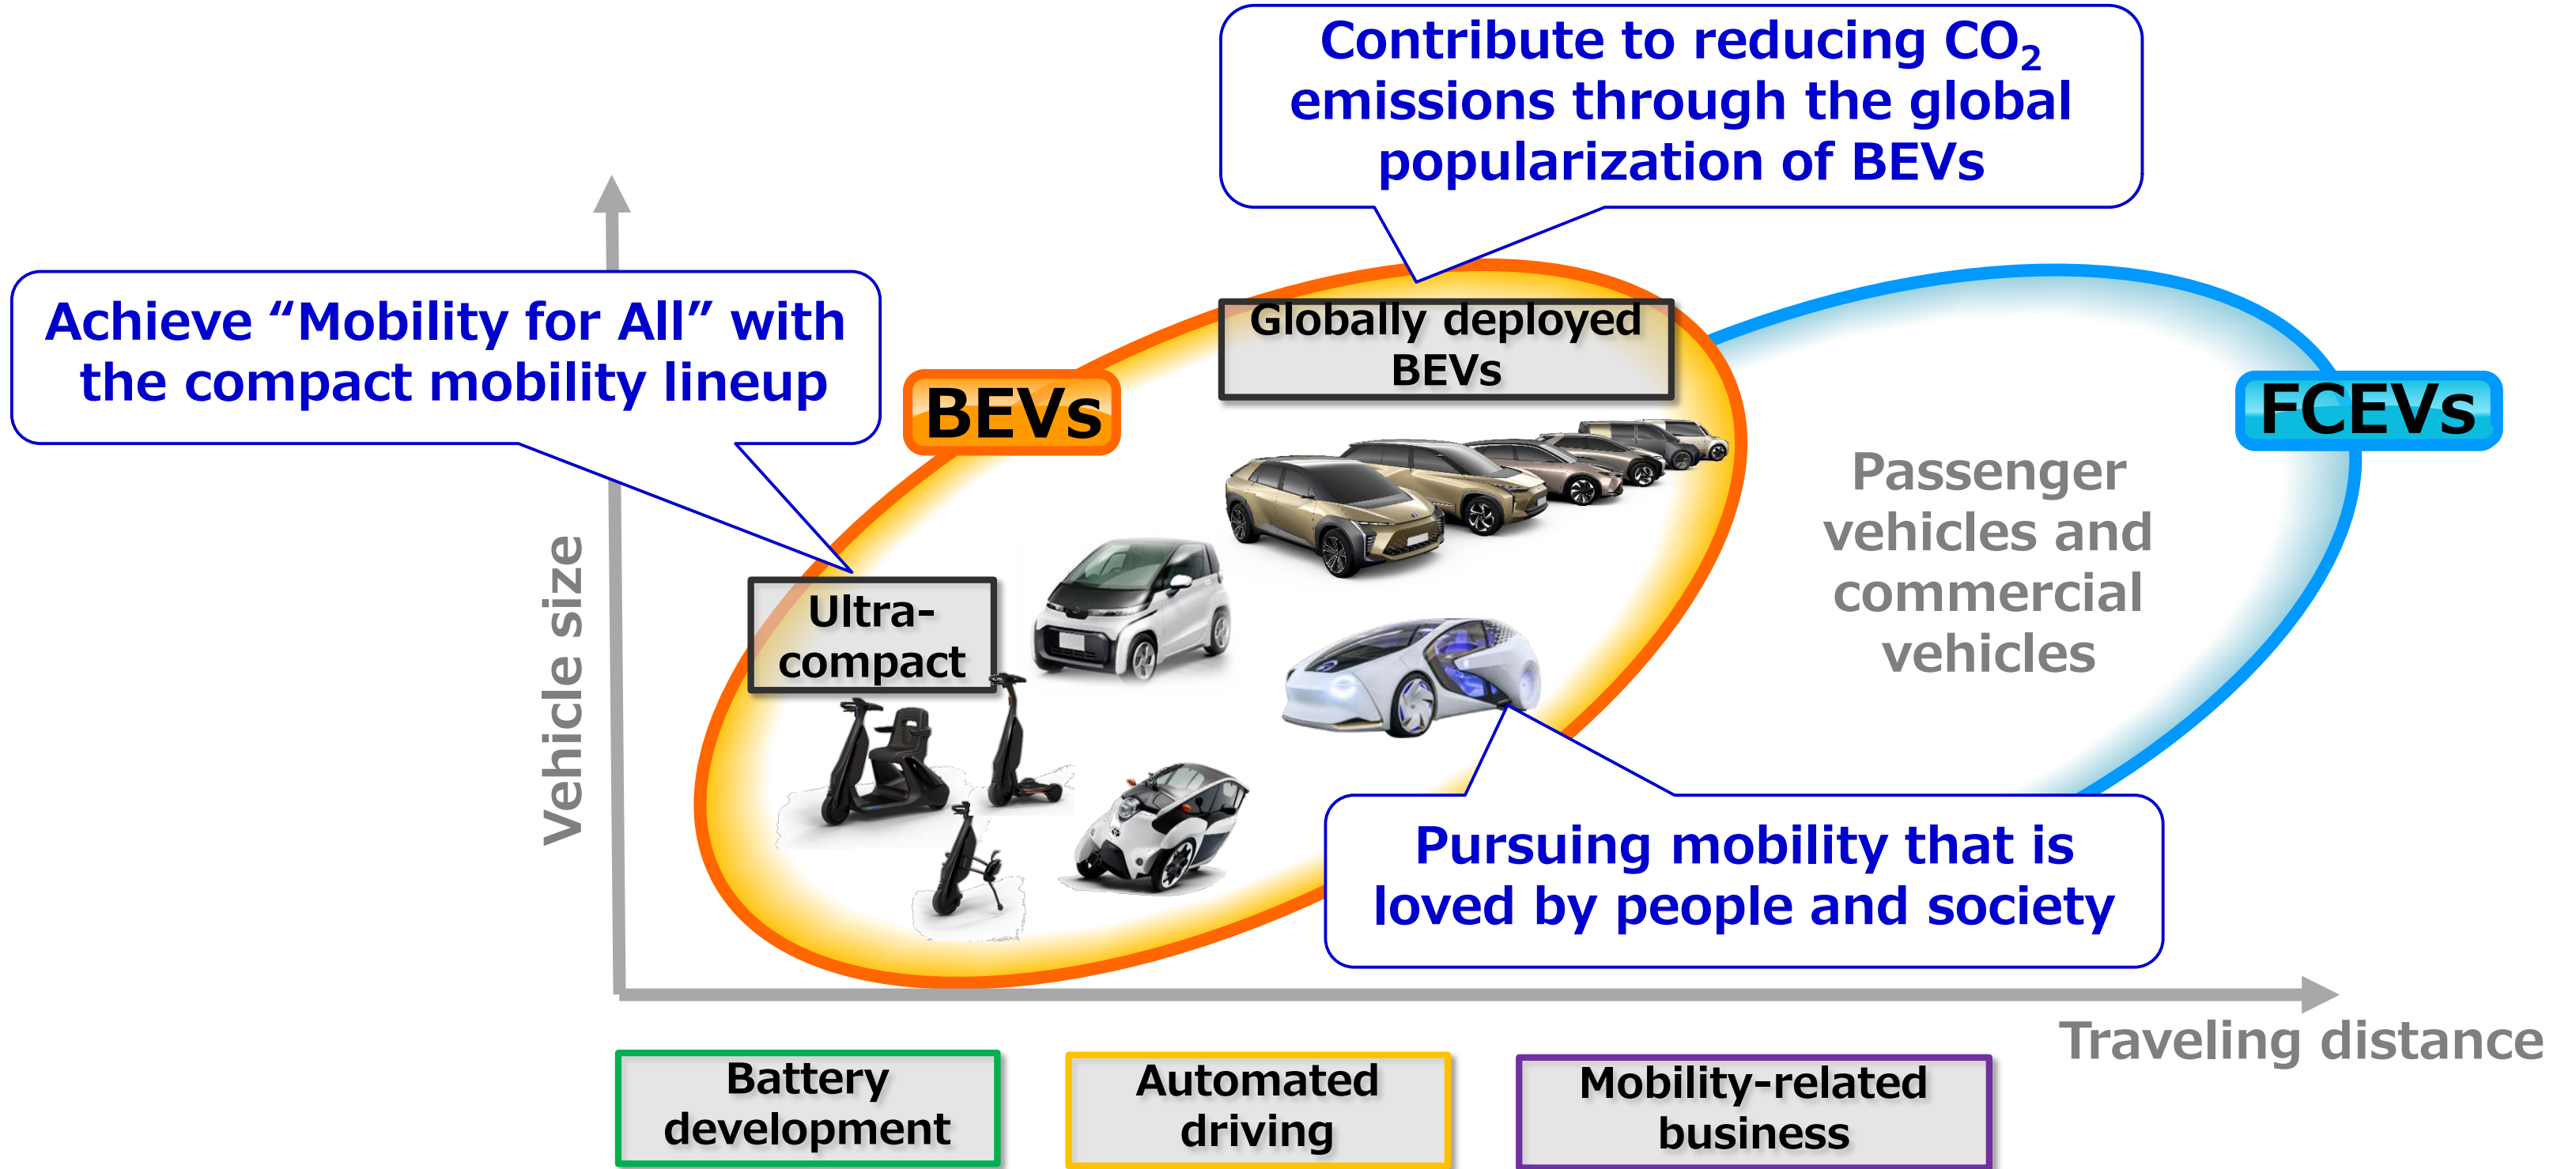 Contribute to reducing CO₂
emissions through the global
popularization of BEVs
Achieve “Mobility for All” with
the compact mobility lineup
Globally deployed
BEVs
BEVs
FCEVs
Passenger
vehicles and
commercial
vehicles
Ultra-
compact
Vehicle size
Pursuing mobility that is
loved by people and society
Traveling distance
Battery
development
Automated
driving
Mobility-related
business